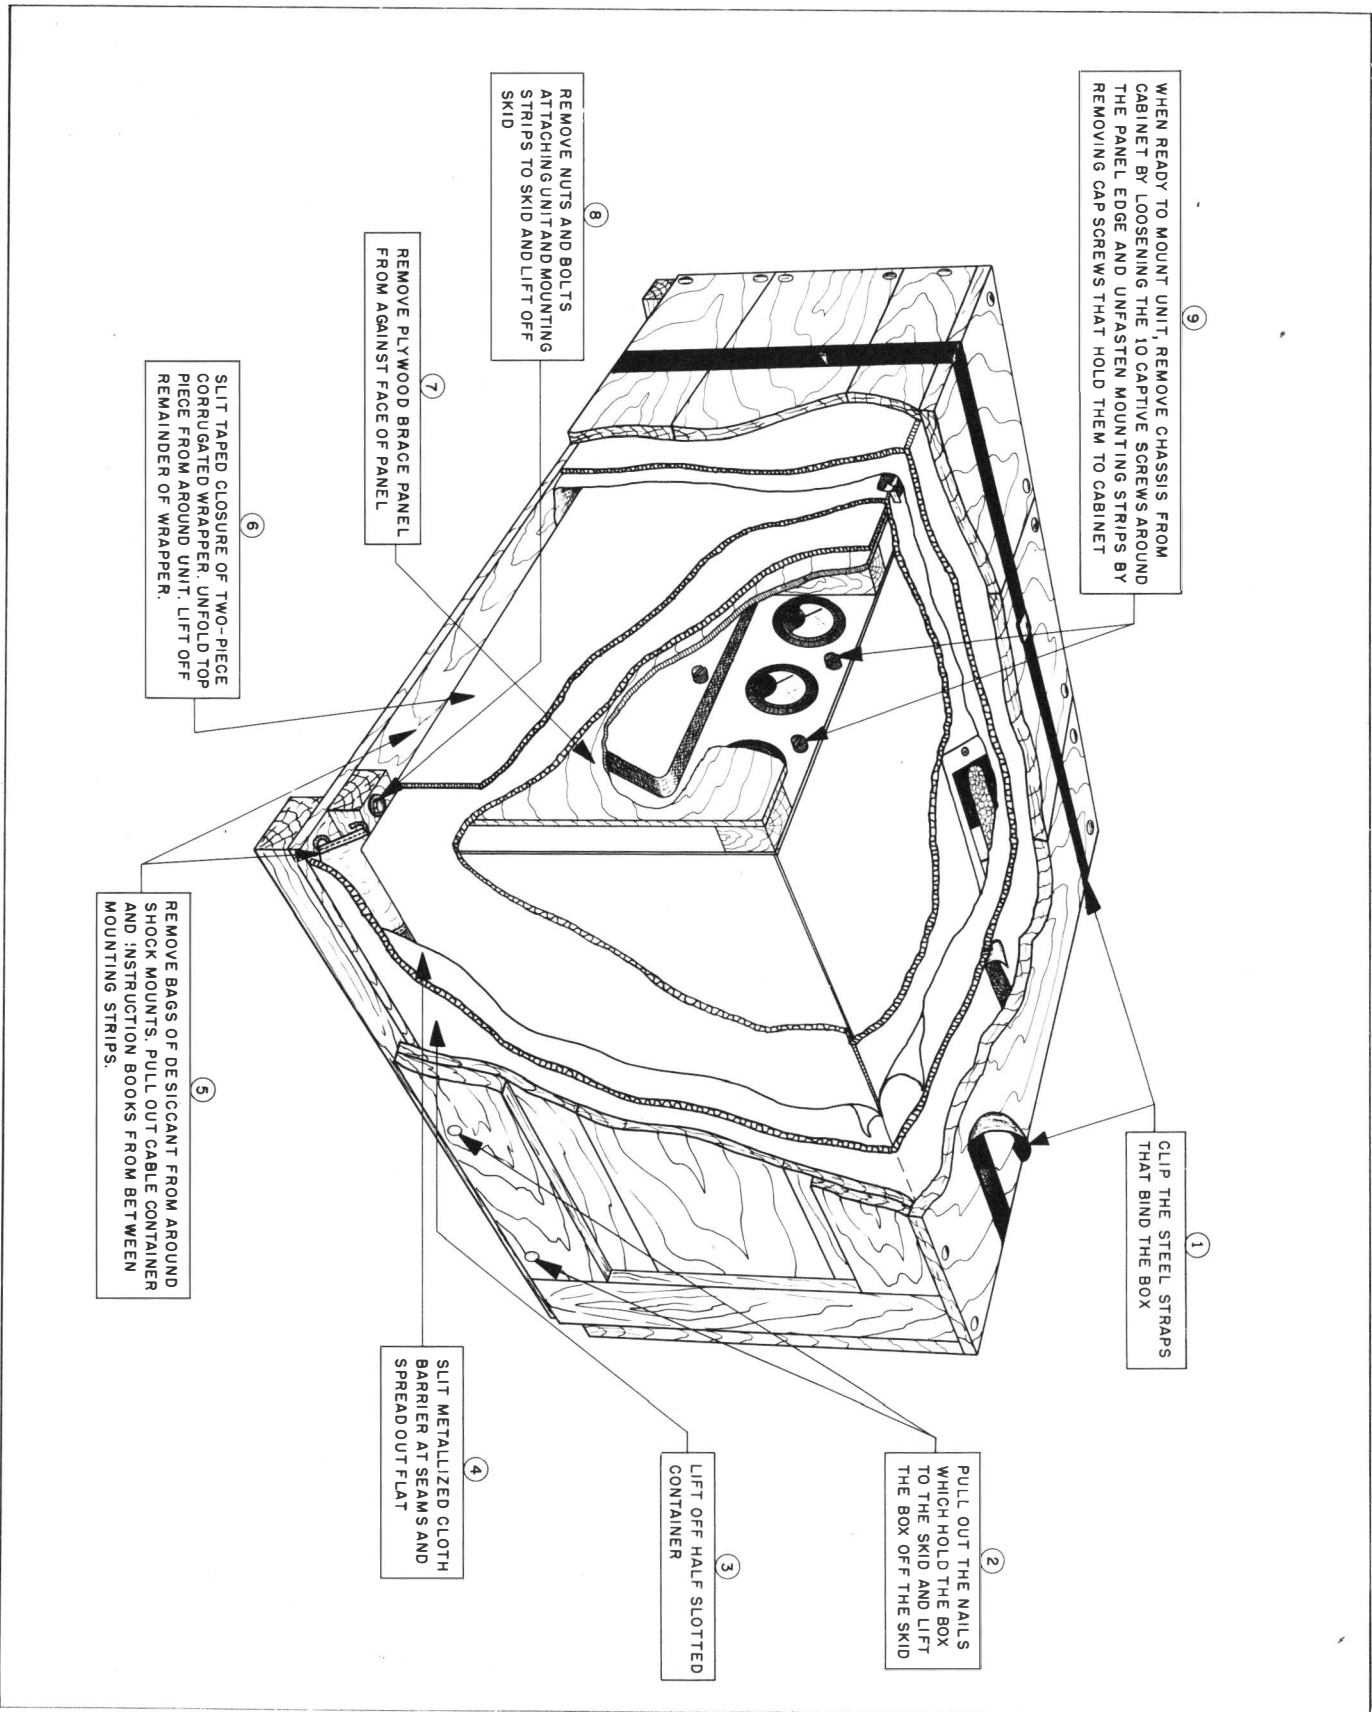 1
CLIP THE STEEL STRAPS
THAT BIND THE BOX
2
PULL OUT THE NAILS
WHICH HOLD THE BOX
TO THE SKID AND LIFT
THE BOX OFF THE SKID
3
LIFT OFF HALF SLOTTED
CONTAINER
4
SLIT METALLIZED CLOTH
BARRIER AT SEAMS AND
SPREAD OUT FLAT
5
REMOVE BAGS OF DESICCANT FROM AROUND
SHOCK MOUNTS. PULL OUT CABLE CONTAINER
AND INSTRUCTION BOOKS FROM BETWEEN
MOUNTING STRIPS.
6
SLIT TAPED CLOSURE OF TWO-PIECE
CORRUGATED WRAPPER. UNFOLD TOP
PIECE FROM AROUND UNIT. LIFT OFF
REMAINDER OF WRAPPER.
7
REMOVE PLYWOOD BRACE PANEL
FROM AGAINST FACE OF PANEL
8
REMOVE NUTS AND BOLTS
ATTACHING UNIT AND MOUNTING
STRIPS TO SKID AND LIFT OFF
SKID
9
WHEN READY TO MOUNT UNIT, REMOVE CHASSIS FROM
CABINET BY LOOSENING THE 10 CAPTIVE SCREWS AROUND
THE PANEL EDGE AND UNFASTEN MOUNTING STRIPS BY
REMOVING CAP SCREWS THAT HOLD THEM TO CABINET